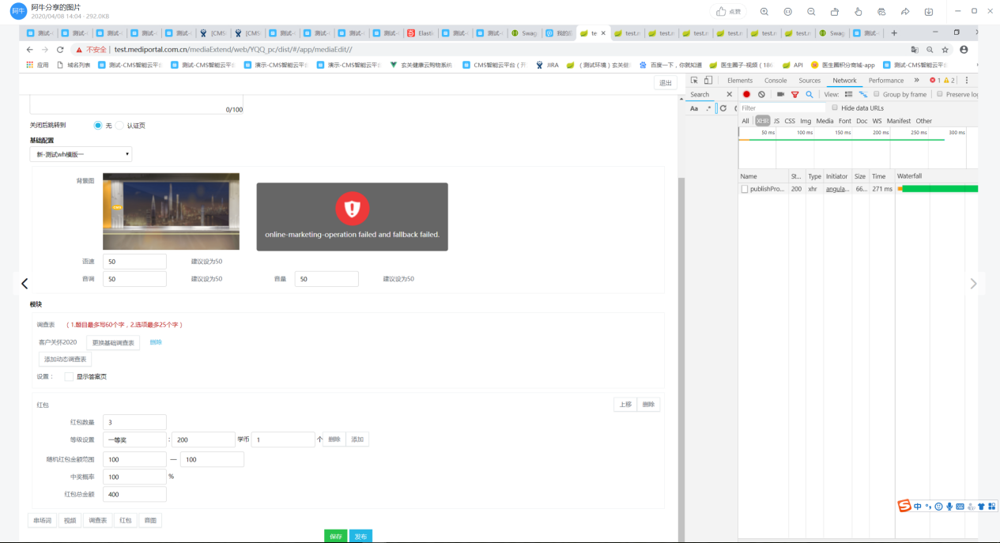 阿牛
阿牛分享的图片
2020/04/08 14:04 - 292.0KB
点赞
测试-
测试-
测试-
测试-
测试-
[CMS
[CMS
测试-
测试-
测试-
测试-
Elastic
测试-
测试-
Swag
我的
te
test.
test.
test.
test.
test.
test.
Swag
测试-
不安全 | test.mediportal.com.cn/mediaExtend/web/YQQ_pc/dist/#/app/mediaEdit//
应用
域名列表
测试-CMS智能云平台
测试-CMS智能云平台
演示-CMS智能云平台
演示-CMS智能云平台
玄关健康云购物系统
CMS智能云平台（开
JIRA
（测试环境）玄关健
百度一下，你就知道
医生圈子-视频（186
API
医生圈积分商城-app
测试-CMS智能云平台
退出
Elements Console Sources Network Performance » 1 2
Search
View: Group by frame Preserve log
Aa .*
Filter
Hide data URLs
All XHR JS CSS Img Media Font Doc WS Manifest Other
50 ms 100 ms 150 ms 200 ms 250 ms 300 ms
Name St... Type Initiator Size Time Waterfall
publishPro... 200 xhr angula... 66... 271 ms
0/100
关闭后跳转到 无 认证页
基础配置
新-测试wh模版一
背景图
online-marketing-operation failed and fallback failed.
语速 50 建议设为50
音调 50 建议设为50 音量 50 建议设为50
模块
调查表 （1.题目最多写60个字，2.选项最多25个字）
客户关怀2020 更换基础调查表 删除
添加动态调查表
设置： 显示答案页
红包 上移 删除
红包数量 3
等级设置 一等奖 : 200 学币 1 个 删除 添加
随机红包金额范围 100 — 100
中奖概率 100 %
红包总金额 400
串场词 视频 调查表 红包 背图
保存 发布
中